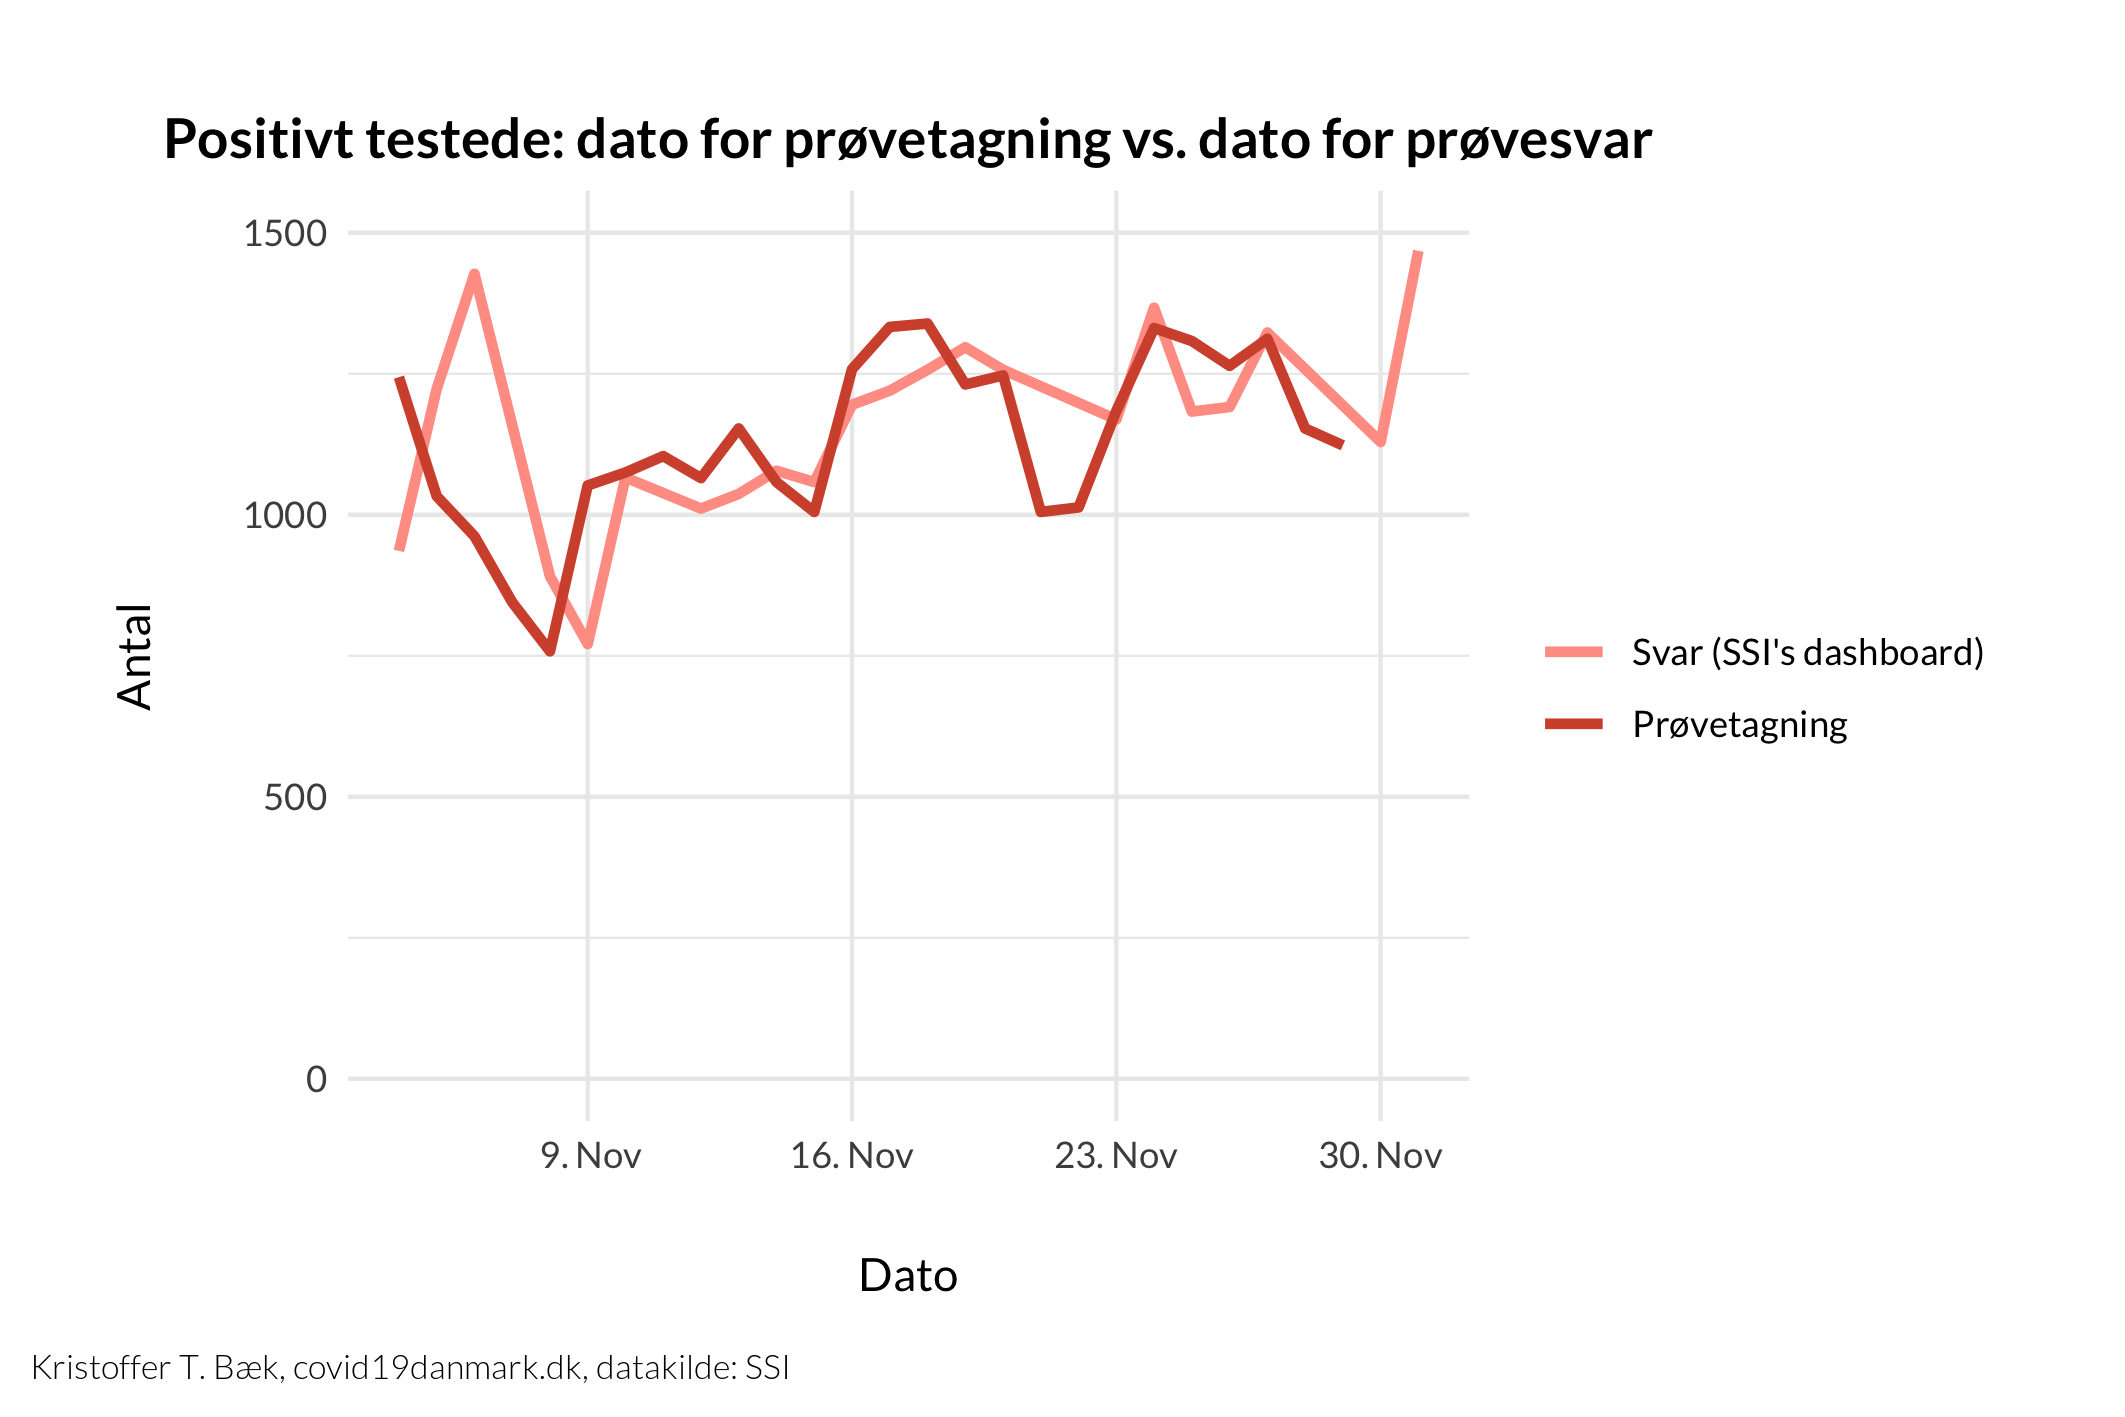 Positivt testede: dato for prøvetagning vs. dato for prøvesvar
1500
1000
500
0
Antal
9. Nov
16. Nov
23. Nov
30. Nov
Dato
Svar (SSI's dashboard)
Prøvetagning
Kristoffer T. Bæk, covid19danmark.dk, datakilde: SSI